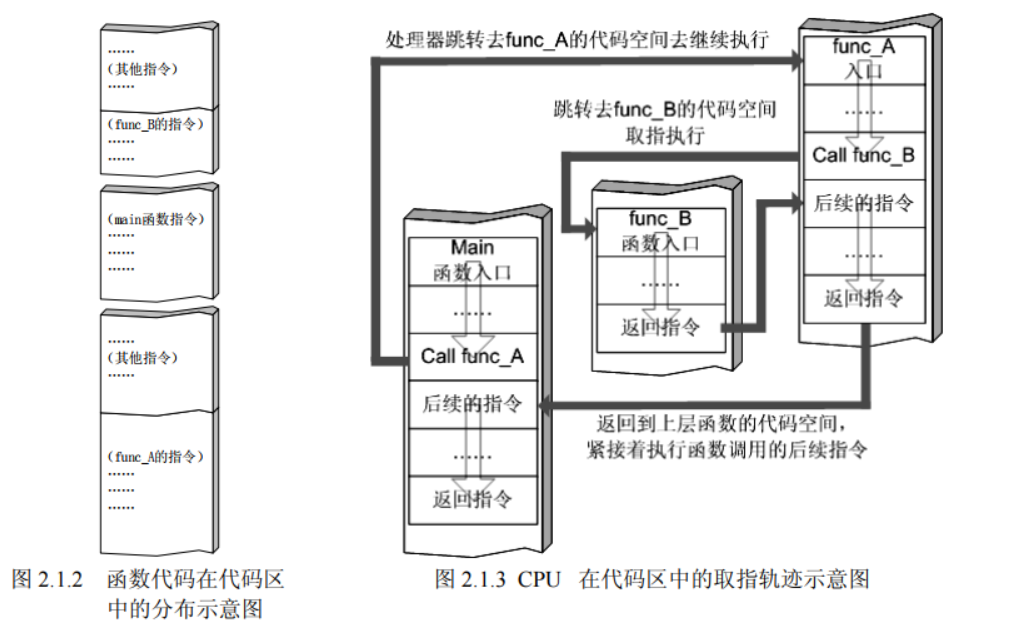 ......
(其他指令)
......
(func_B的指令)
......
......
(main函数指令)
......
......
......
......
(其他指令)
......
(func_A的指令)
......
......
......
图 2.1.2 函数代码在代码区
中的分布示意图
处理器跳转去func_A的代码空间去继续执行
跳转去func_B的代码空间
取指执行
Main
函数入口
......
Call func_A
后续的指令
......
返回指令
func_B
函数入口
......
返回指令
func_A
入口
......
Call func_B
后续的指令
......
返回指令
返回到上层函数的代码空间，
紧接着执行函数调用的后续指令
图 2.1.3 CPU 在代码区中的取指轨迹示意图